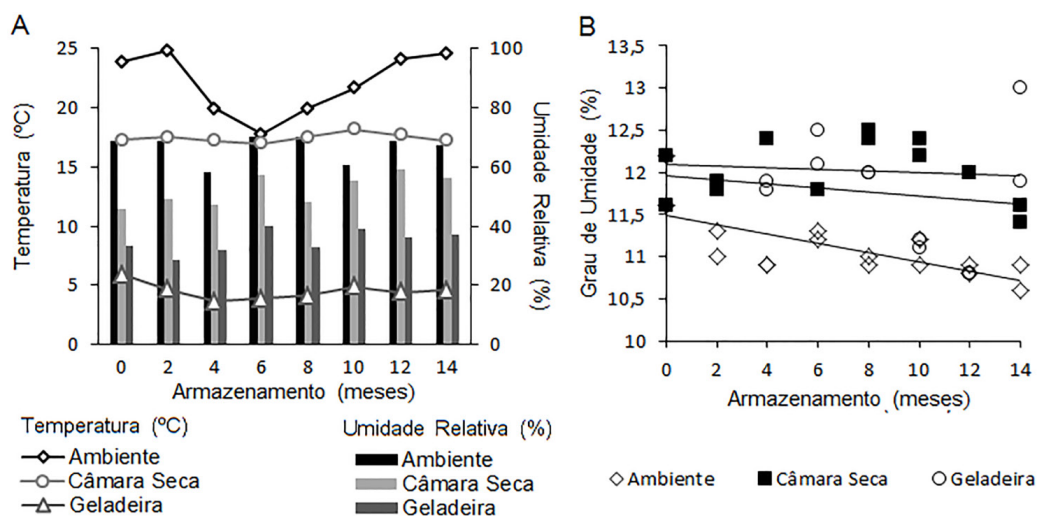 A
Temperatura (ºC)
25
20
15
10
5
0
100
80
60
40
20
0
Umidade Relativa (%)
0 2 4 6 8 10 12 14
Armazenamento (meses)
Temperatura (ºC)
Ambiente
Câmara Seca
Geladeira
Umidade Relativa (%)
Ambiente
Câmara Seca
Geladeira
B
Grau de Umidade (%)
13,5
13
12,5
12
11,5
11
10,5
10
0 2 4 6 8 10 12 14
Armazenamento (meses)
Ambiente Câmara Seca Geladeira